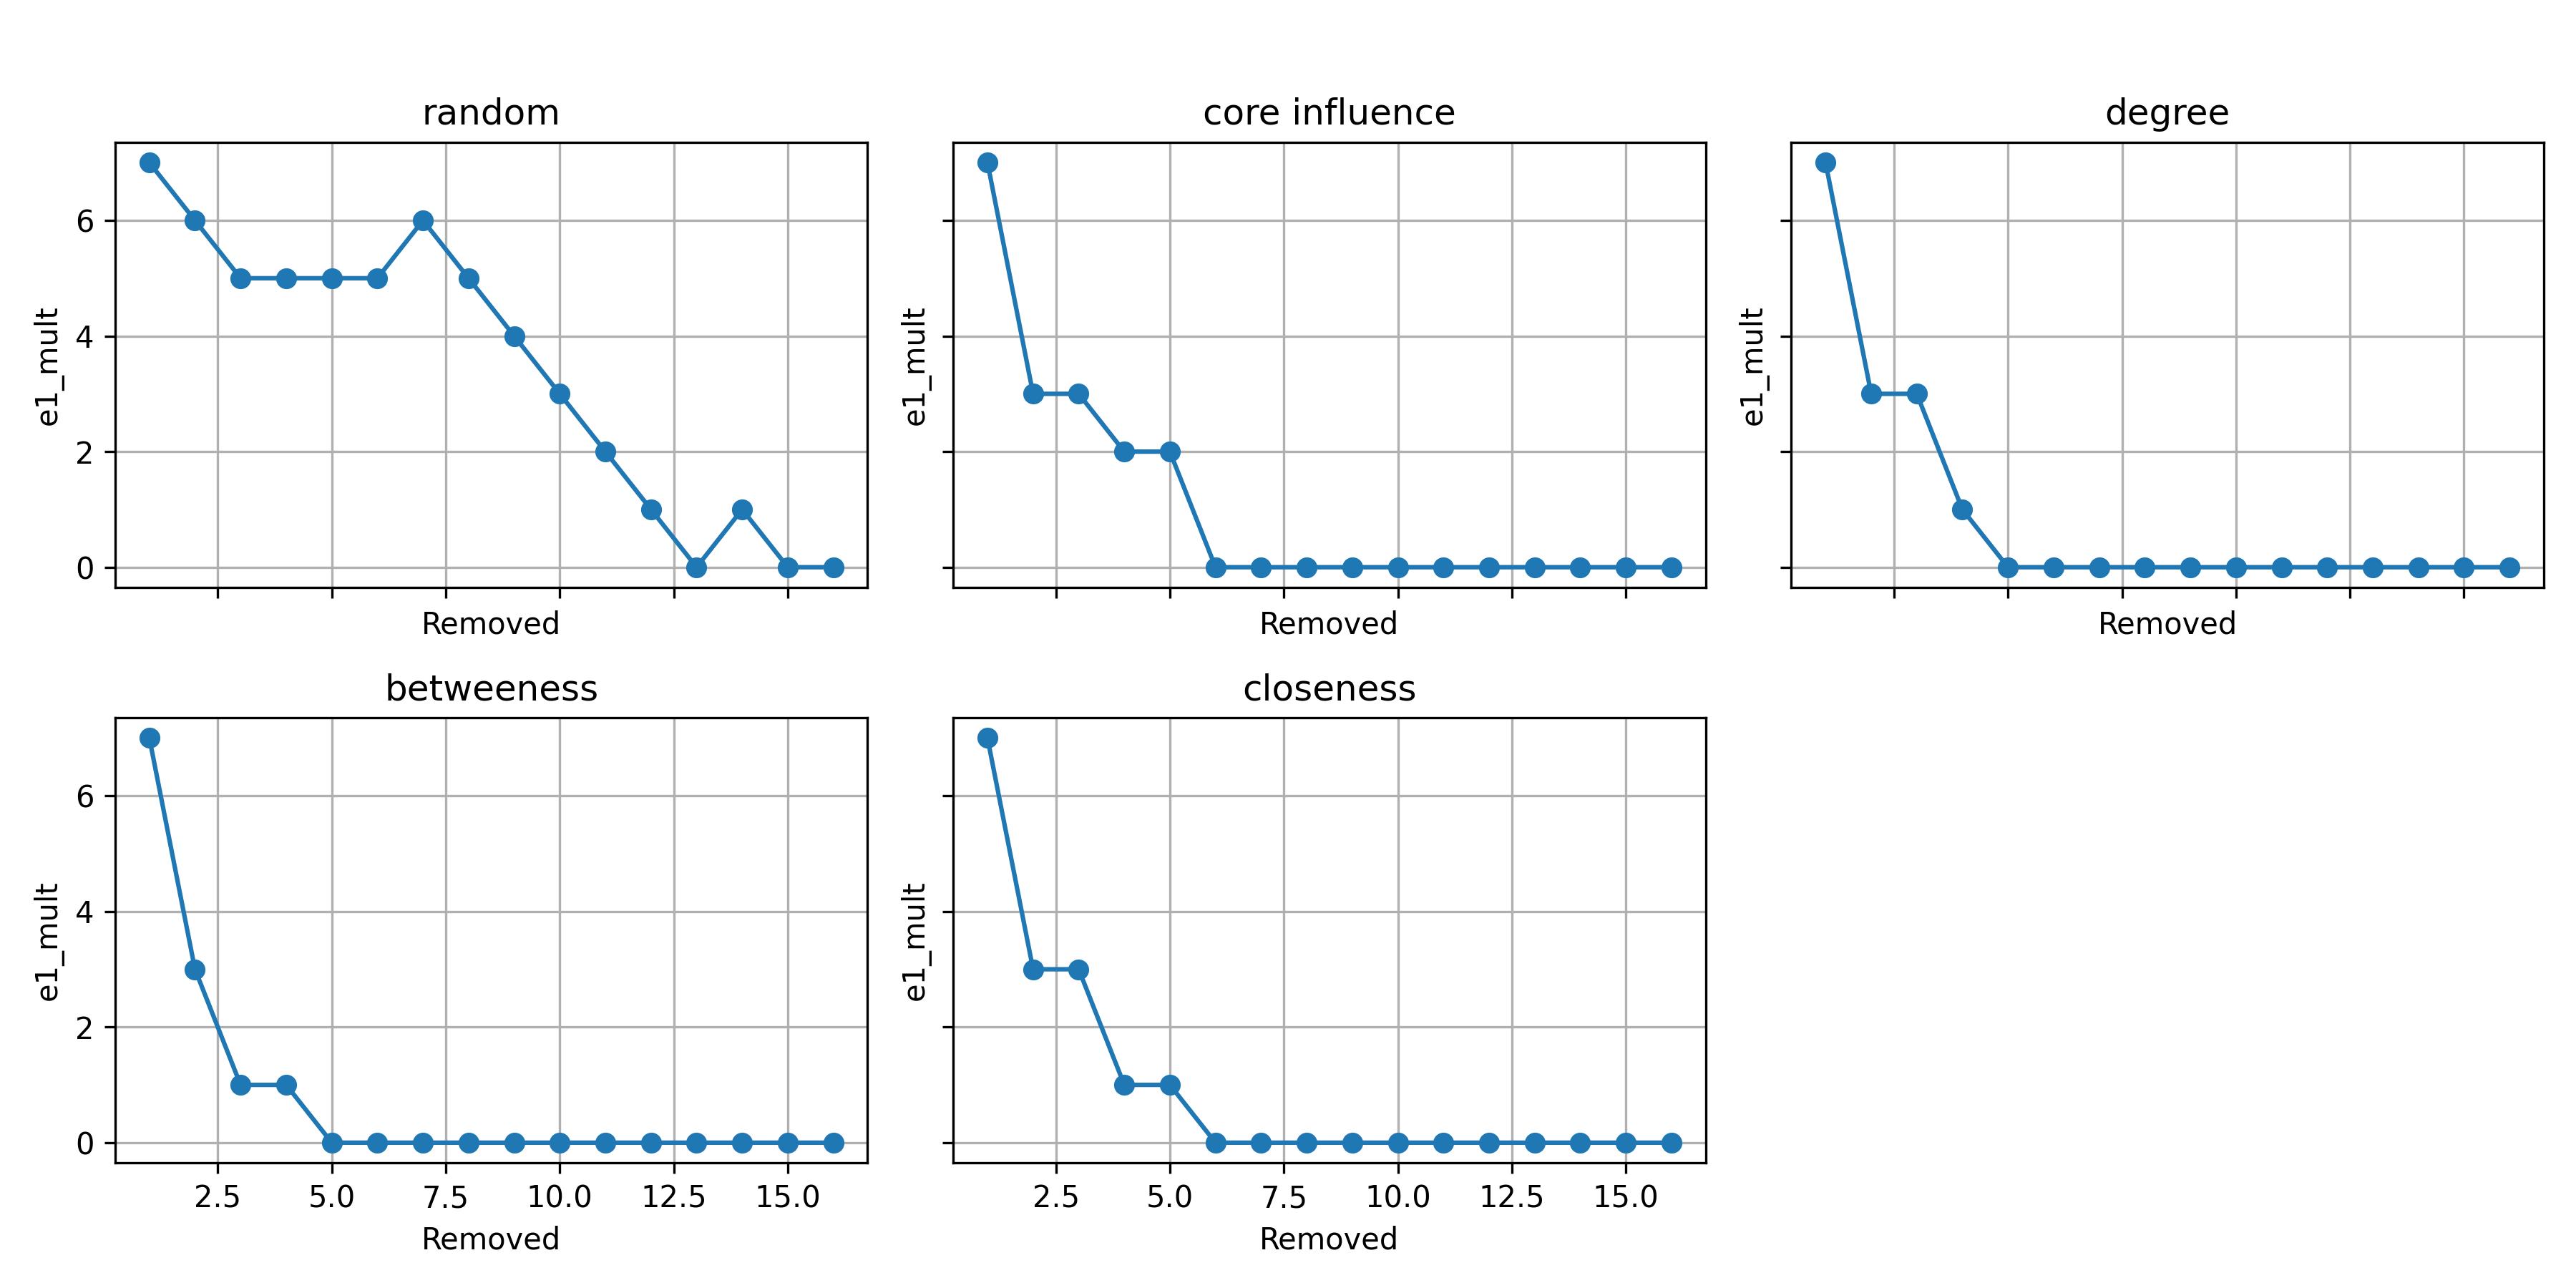 random
core influence
degree
e1_mult
6
4
2
0
Removed
e1_mult
Removed
e1_mult
Removed
betweeness
closeness
e1_mult
6
4
2
0
2.5 5.0 7.5 10.0 12.5 15.0
Removed
e1_mult
2.5 5.0 7.5 10.0 12.5 15.0
Removed